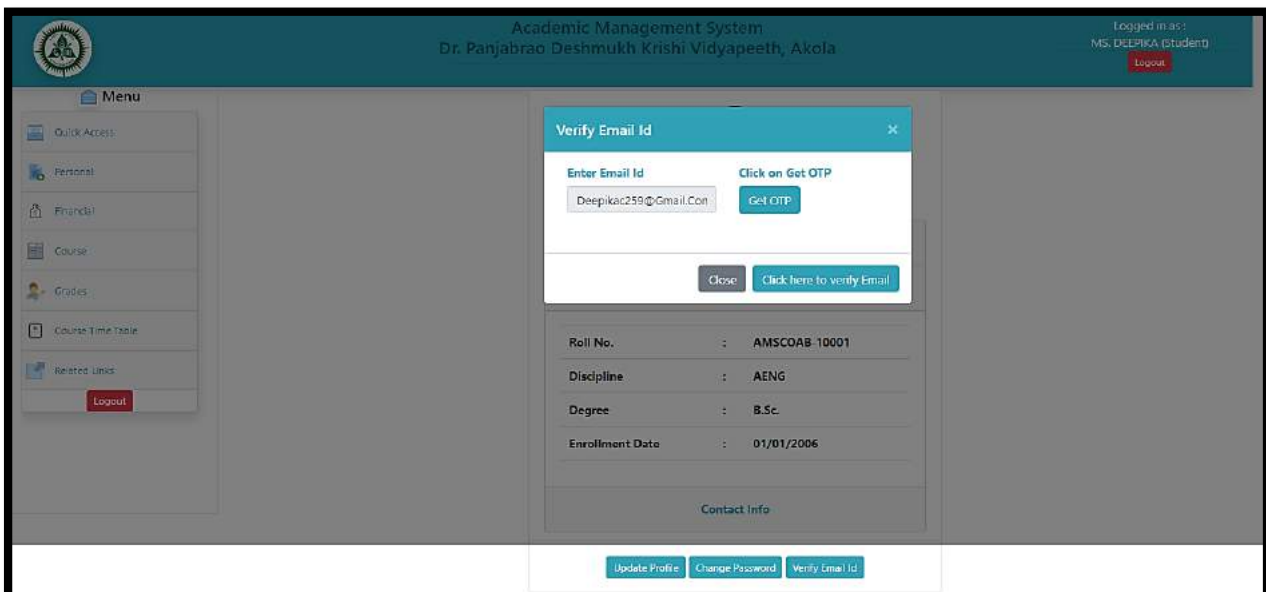 Academic Management System
Dr. Panjabrao Deshmukh Krishi Vidyapeeth, Akola
Logged in as :
MS. DEEPIKA (Student)
Logout
Menu
Quick Access
Personal
Financial
Course
Grades
Course Time Table
Related Links
Logout
Verify Email Id ×
Enter Email Id Click on Get OTP
Deepikac259@Gmail.Con Get OTP
Close Click here to verify Email
Roll No. : AMSCOAB-10001
Discipline : AENG
Degree : B.Sc.
Enrollment Date : 01/01/2006
Contact Info
Update Profile Change Password Verify Email Id